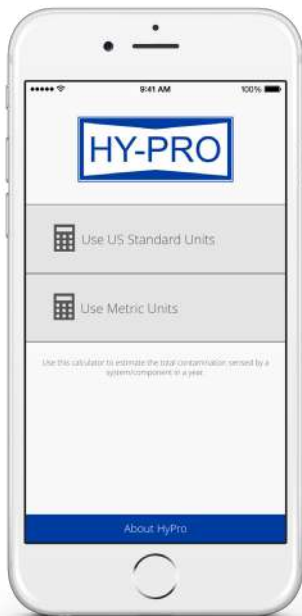 9:41 AM
100%
HY-PRO
Use US Standard Units
Use Metric Units
Use this calculator to estimate the total contamination sensed by a
system/component in a year.
About HyPro